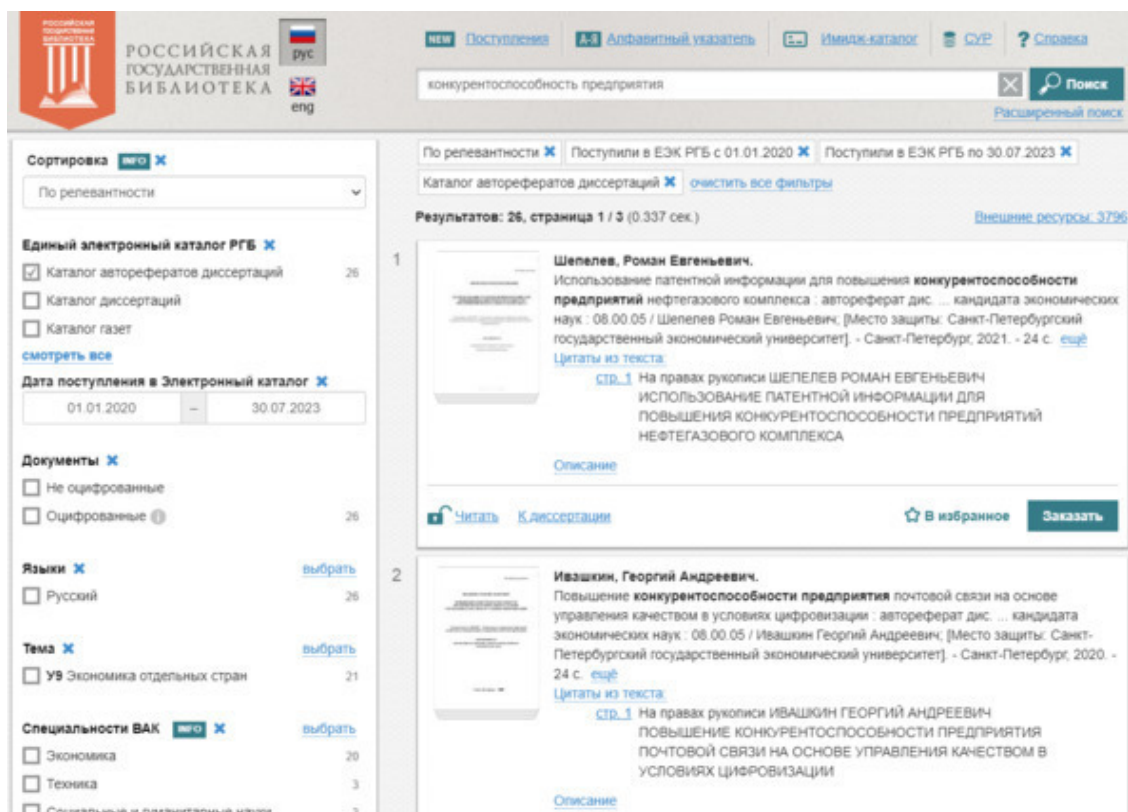 РОССИЙСКАЯ
ГОСУДАРСТВЕННАЯ
БИБЛИОТЕКА
РОССИЙСКАЯ
ГОСУДАРСТВЕННАЯ
БИБЛИОТЕКА
рус
eng
NEW Поступления А-Я Алфавитный указатель Имидж-каталог СУР ? Справка
конкурентоспособность предприятия
Поиск
Расширенный поиск
Сортировка INFO
По релевантности
Единый электронный каталог РГБ
Каталог авторефератов диссертаций 26
Каталог диссертаций
Каталог газет
смотреть все
Дата поступления в Электронный каталог
01.01.2020 – 30.07.2023
Документы
Не оцифрованные
Оцифрованные 26
Языки выбрать
Русский 26
Тема выбрать
У9 Экономика отдельных стран 21
Специальности ВАК INFO выбрать
Экономика 20
Техника 3
Социальные и гуманитарные науки 3
По релевантности Поступили в ЕЭК РГБ с 01.01.2020 Поступили в ЕЭК РГБ по 30.07.2023
Каталог авторефератов диссертаций очистить все фильтры
Результатов: 26, страница 1 / 3 (0.337 сек.) Внешние ресурсы: 3796
1
Шепелев, Роман Евгеньевич.
Использование патентной информации для повышения конкурентоспособности
предприятий нефтегазового комплекса : автореферат дис. ... кандидата экономических
наук : 08.00.05 / Шепелев Роман Евгеньевич; [Место защиты: Санкт-Петербургский
государственный экономический университет]. - Санкт-Петербург, 2021. - 24 с. ещё
Цитаты из текста:
стр. 1 На правах рукописи ШЕПЕЛЕВ РОМАН ЕВГЕНЬЕВИЧ
ИСПОЛЬЗОВАНИЕ ПАТЕНТНОЙ ИНФОРМАЦИИ ДЛЯ
ПОВЫШЕНИЯ КОНКУРЕНТОСПОСОБНОСТИ ПРЕДПРИЯТИЙ
НЕФТЕГАЗОВОГО КОМПЛЕКСА
Описание
Читать К диссертации В избранное Заказать
2
Ивашкин, Георгий Андреевич.
Повышение конкурентоспособности предприятия почтовой связи на основе
управления качеством в условиях цифровизации : автореферат дис. ... кандидата
экономических наук : 08.00.05 / Ивашкин Георгий Андреевич; [Место защиты: Санкт-
Петербургский государственный экономический университет]. - Санкт-Петербург, 2020. -
24 с. ещё
Цитаты из текста:
стр. 1 На правах рукописи ИВАШКИН ГЕОРГИЙ АНДРЕЕВИЧ
ПОВЫШЕНИЕ КОНКУРЕНТОСПОСОБНОСТИ ПРЕДПРИЯТИЯ
ПОЧТОВОЙ СВЯЗИ НА ОСНОВЕ УПРАВЛЕНИЯ КАЧЕСТВОМ В
УСЛОВИЯХ ЦИФРОВИЗАЦИИ
Описание